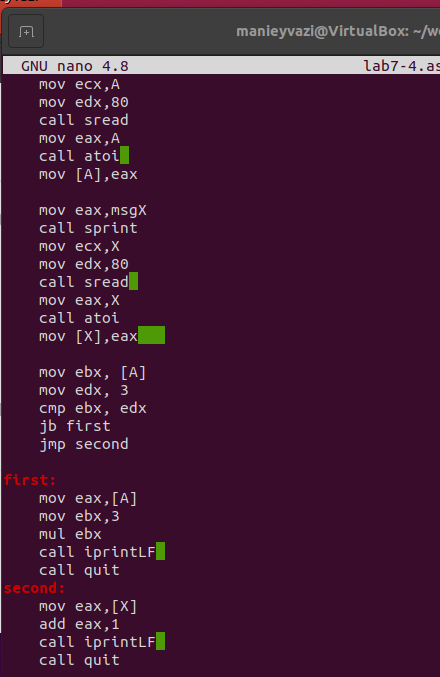 manieyvazi@VirtualBox: ~/w
GNU nano 4.8 lab7-4.as
mov ecx,A
mov edx,80
call sread
mov eax,A
call atoi
mov [A],eax
mov eax,msgX
call sprint
mov ecx,X
mov edx,80
call sread
mov eax,X
call atoi
mov [X],eax
mov ebx, [A]
mov edx, 3
cmp ebx, edx
jb first
jmp second
first:
mov eax,[A]
mov ebx,3
mul ebx
call iprintLF
call quit
second:
mov eax,[X]
add eax,1
call iprintLF
call quit